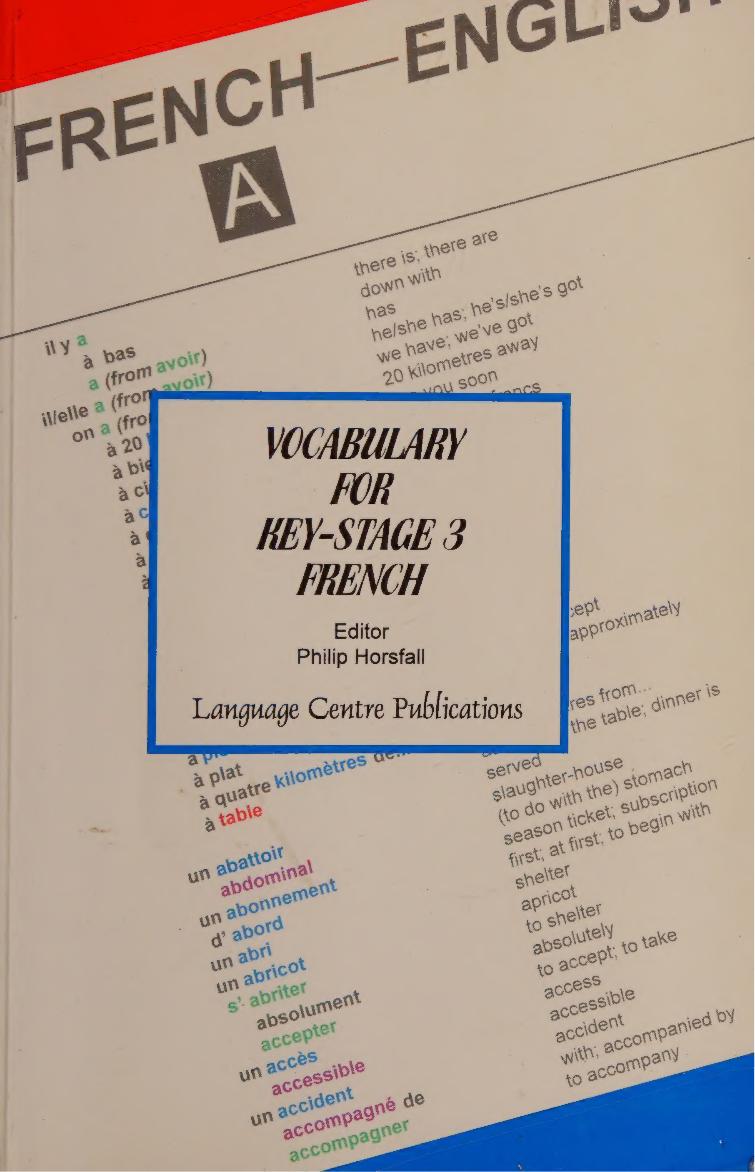 FRENCH—ENGLISH
A
il y a
à bas
a (from avoir)
il/elle a (from avoir)
on a (from
à 20
à
à
à
à
à
à
there is; there are
down with
has
he/she has; he's/she's got
we have; we've got
20 kilometres away
you soon
francs
VOCABULARY
FOR
KEY-STAGE 3
FRENCH
Editor
Philip Horsfall
Language Centre Publications
approximately
from...
the table; dinner is
served
slaughter-house
(to do with the) stomach
season ticket; subscription
first; at first; to begin with
shelter
apricot
to shelter
absolutely
to accept; to take
access
accessible
accident
with; accompanied by
to accompany
à
à plat
à quatre kilomètres de...
à table
un abattoir
abdominal
un abonnement
d' abord
un abri
un abricot
s' abriter
absolument
accepter
un accès
accessible
un accident
accompagné de
accompagner